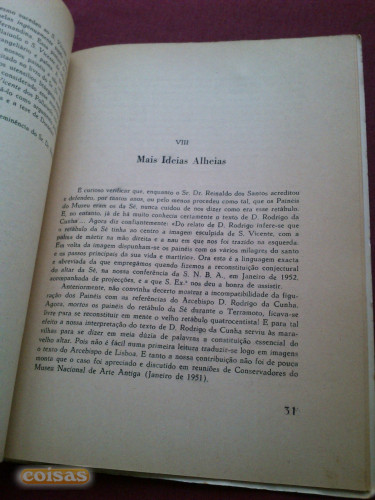 VIII
Mais Ideias Alheias
É curioso verificar que, enquanto o Sr. Dr. Reinaldo dos Santos acreditou
e defendeu, por muitos anos, ou pelo menos procedeu como tal, que os Painéis
do Museu eram os da Sé, nunca cuidou de nos dizer como era esse retábulo.
E, no entanto, já de há muito conhecia certamente o texto de D. Rodrigo da
Cunha... Agora diz confiantemente: «Do relato de D. Rodrigo infere-se que
o retábulo da Sé tinha ao centro a imagem esculpida de S. Vicente, com a
palma de mártir na mão direita e a nau em que nos foi trazido na esquerda.
Em volta da imagem dispunham-se os painéis com os vários milagres do santo
e os passos principais da sua vida e martírio». Ora esta é a linguagem exacta
e abreviada da que empregámos quando fizemos a reconstituição conjectural
do altar da Sé, na nossa conferência da S. N. B. A., em Janeiro de 1952,
acompanhada de projecções, e a que S. Ex.ª nos deu a honra de assistir.
Anteriormente, não convinha decerto mostrar a incompatibilidade da figu-
ração dos Painéis com as referências do Arcebispo D. Rodrigo da Cunha.
Agora, mortos os painéis do retábulo da Sé durante o Terramoto, ficava-se
livre para se reconstituir em mente o velho retábulo quatrocentista! E para tal
efeito a nossa interpretação do texto de D. Rodrigo da Cunha serviu às mara-
vilhas para se dizer em meia dúzia de palavras a constituição essencial do
velho altar. Pois não é fácil numa primeira leitura traduzir-se logo em imagens
o texto do Arcebispo de Lisboa. E tanto a nossa contribuição não foi de pouca
monta que o caso foi apreciado e discutido em reuniões de Conservadores do
Museu Nacional de Arte Antiga (Janeiro de 1951).
31
coisas